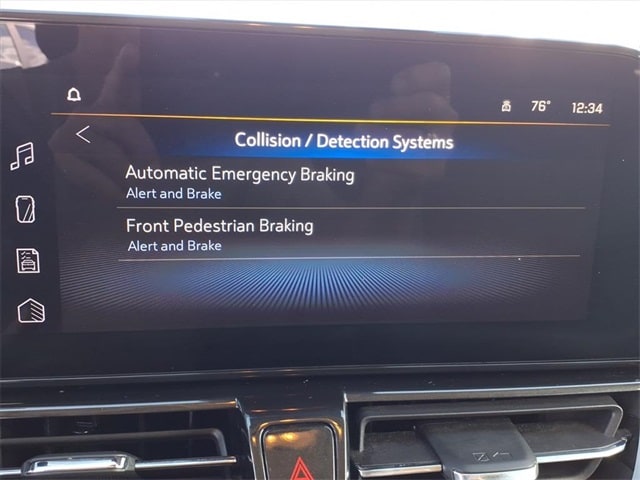 76° 12:34
Collision / Detection Systems
Automatic Emergency Braking
Alert and Brake
Front Pedestrian Braking
Alert and Brake